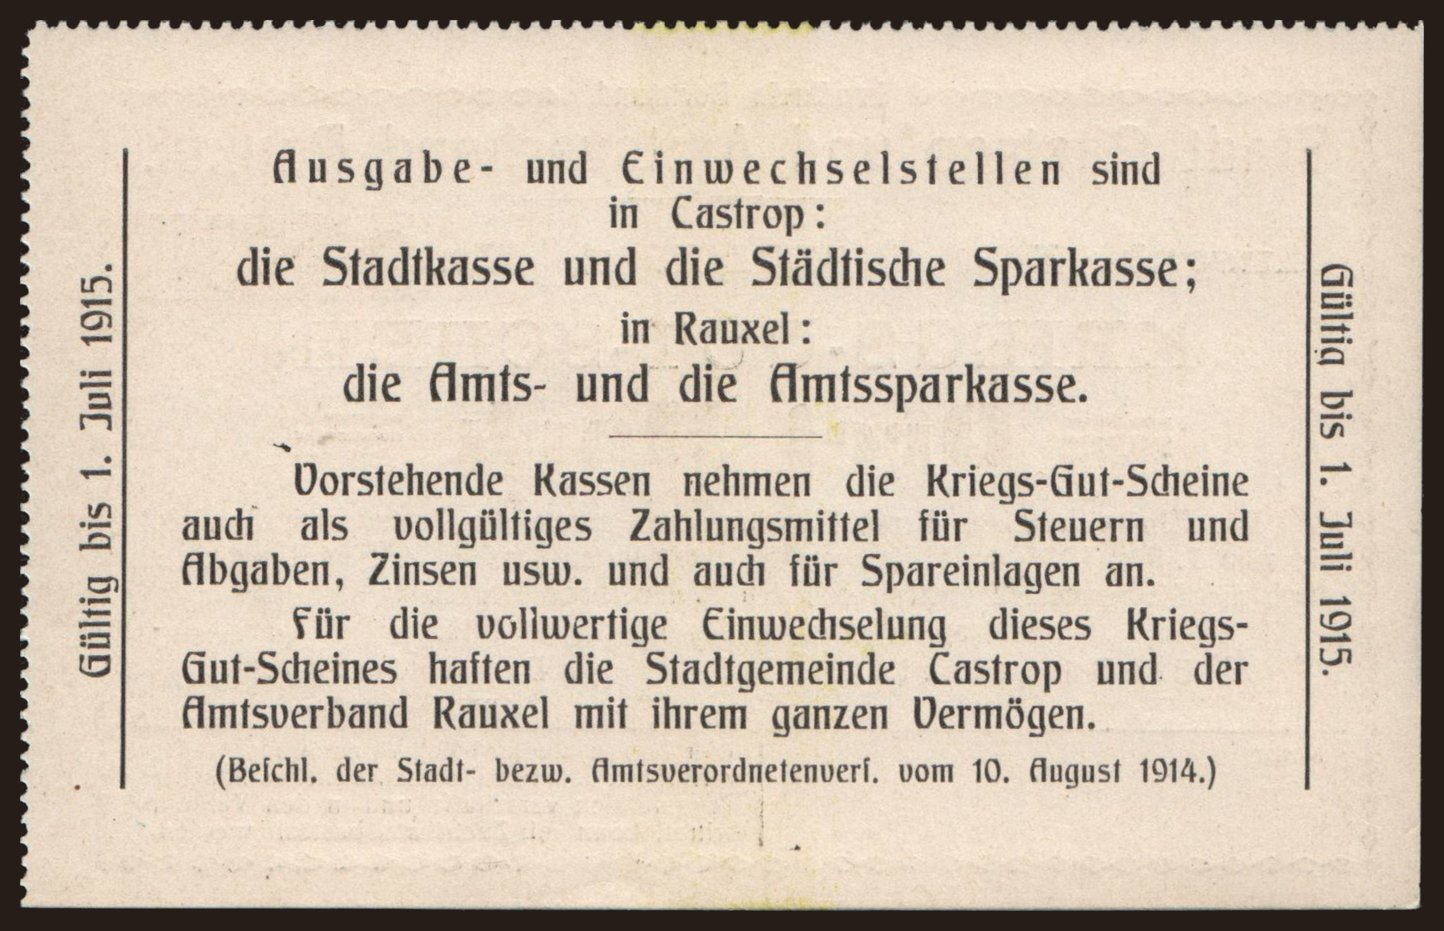 Ausgabe- und Einwechselstellen sind
in Castrop:
die Stadtkasse und die Städtische Sparkasse;
in Rauxel:
die Amts- und die Amtssparkasse.
Vorstehende Kassen nehmen die Kriegs-Gut-Scheine
auch als vollgültiges Zahlungsmittel für Steuern und
Abgaben, Zinsen usw. und auch für Spareinlagen an.
Für die vollwertige Einwechselung dieses Kriegs-
Gut-Scheines haften die Stadtgemeinde Castrop und der
Amtsverband Rauxel mit ihrem ganzen Vermögen.
(Beſchl. der Stadt- bezw. Amtsverordnetenverſ. vom 10. August 1914.)
Gültig bis 1. Juli 1915.
Gültig bis 1. Juli 1915.